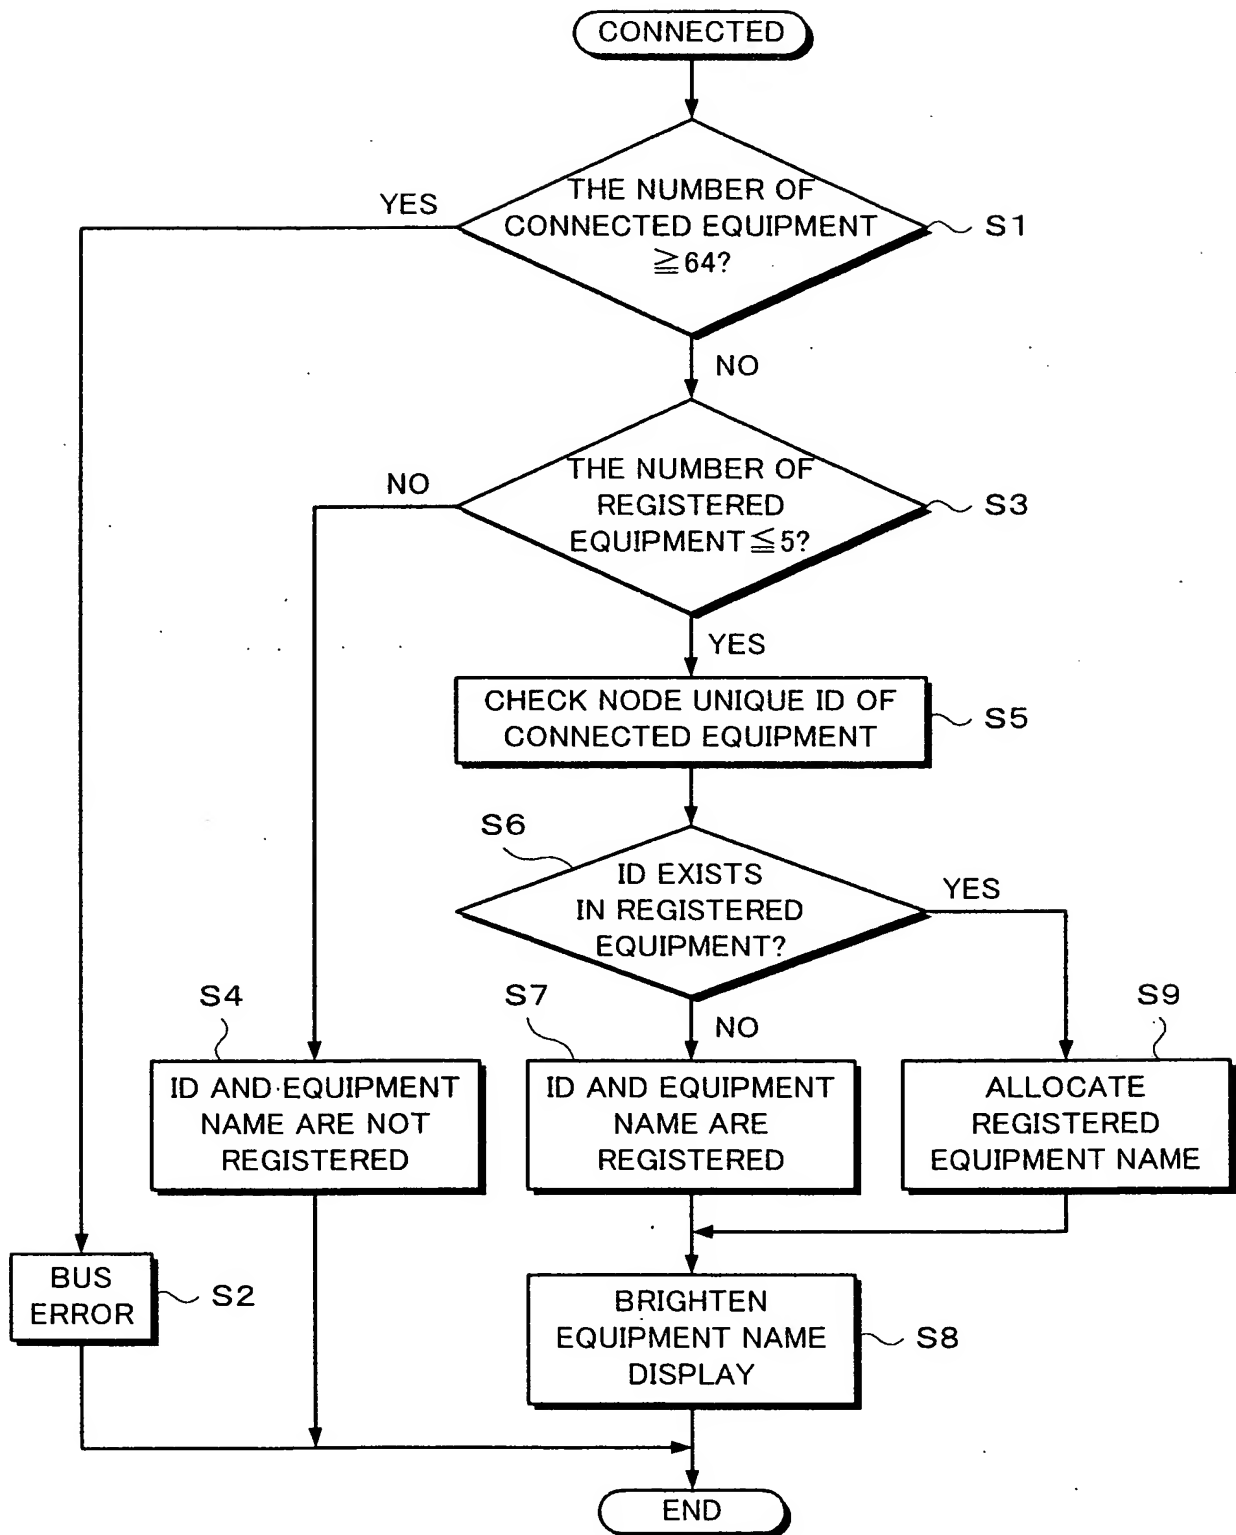 CONNECTED
THE NUMBER OF
CONNECTED EQUIPMENT
≧64?
YES
S1
NO
THE NUMBER OF
REGISTERED
EQUIPMENT≦5?
NO
S3
YES
CHECK NODE UNIQUE ID OF
CONNECTED EQUIPMENT
S5
S6
ID EXISTS
IN REGISTERED
EQUIPMENT?
YES
S4
S7
NO
S9
ID AND EQUIPMENT
NAME ARE NOT
REGISTERED
ID AND EQUIPMENT
NAME ARE
REGISTERED
ALLOCATE
REGISTERED
EQUIPMENT NAME
BUS
ERROR
S2
BRIGHTEN
EQUIPMENT NAME
DISPLAY
S8
END